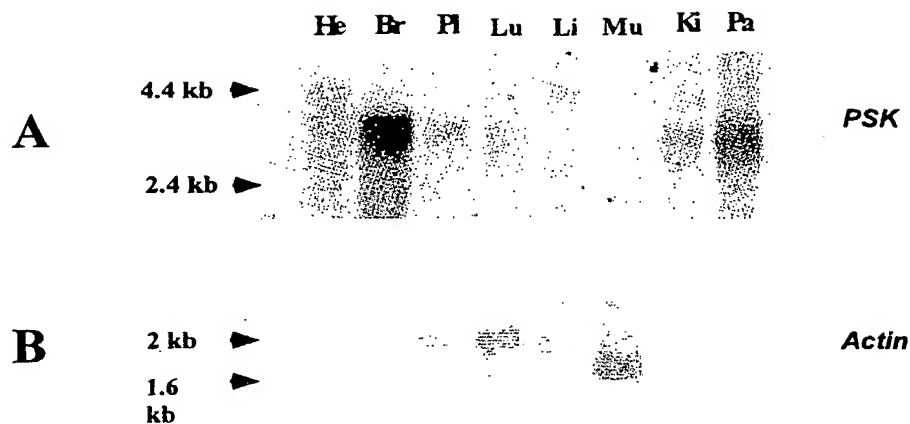 He Br Pl Lu Li Mu Ki Pa
4.4 kb
A
PSK
2.4 kb
B
2 kb
Actin
1.6
kb